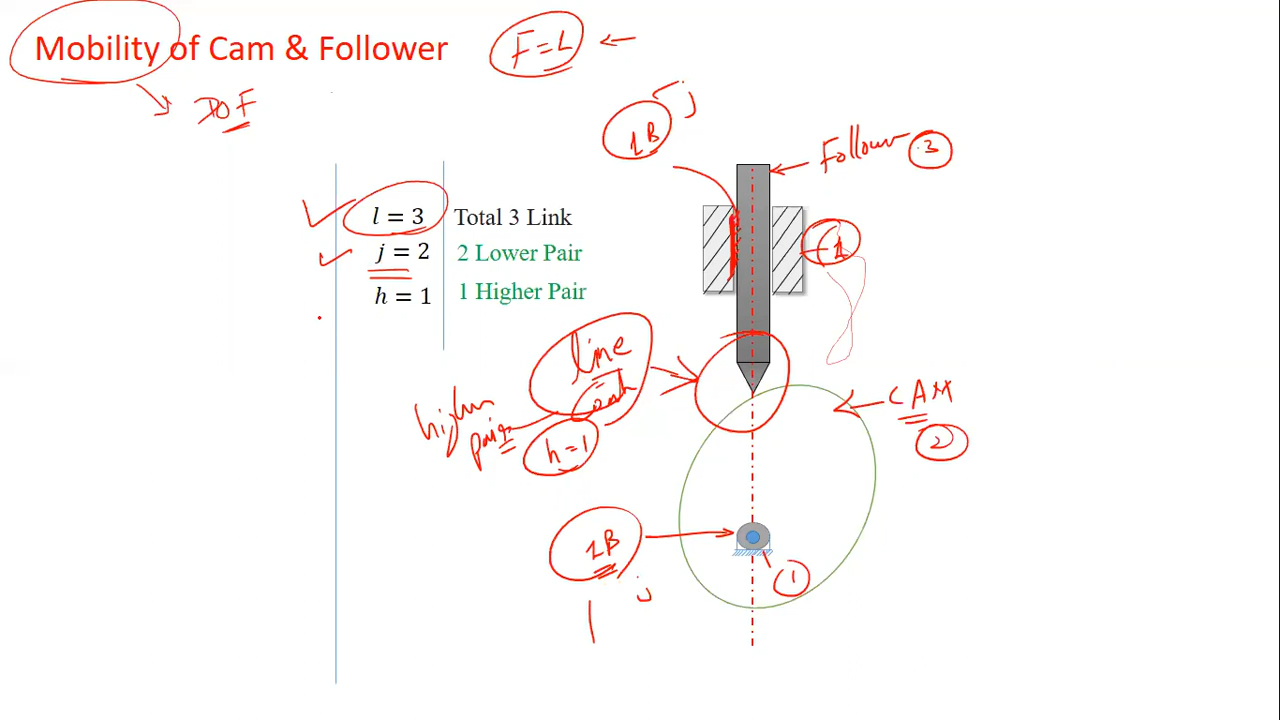 Mobility of Cam & Follower
F=1
DOF
1B
j
Follower 3
l = 3 Total 3 Link
j = 2 2 Lower Pair
1
h = 1 1 Higher Pair
line
higher
pair
h=1
CAM
2
1B
j
1